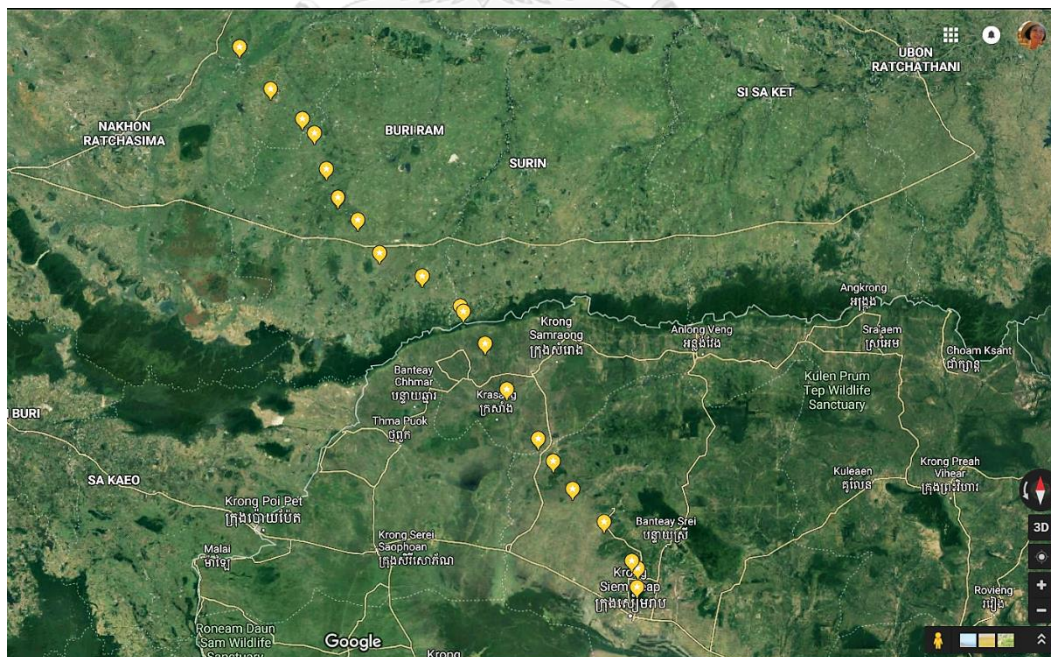 UBON
RATCHATHANI
SI SA KET
NAKHON
RATCHASIMA
BURI RAM
SURIN
Angkrong
អង្រ្កង
Krong
Samraong
ក្រុងសំរោង
Anlong Veng
អន្លង់វែង
Sra'aem
ស្រអែម
Choam Ksant
ជាំក្សាន្ត
Banteay
Chhmar
បន្ទាយឆ្មារ
Kulen Prum
Tep Wildlife
Sanctuary
ក្រសាំង
Thma Puok
ថ្មពួក
I BURI
SA KAEO
Kuleaen
គូលែន
Krong Preah
Vihear
ក្រុងព្រះវិហារ
Krong Poi Pet
ក្រុងប៉ោយប៉ែត
Banteay Srei
បន្ទាយស្រី
3D
Malai
ម៉ាឡៃ
Krong Serei
Saophoan
ក្រុងសិរីសោភ័ណ
Rovieng
រវៀង
ក្រុងសៀមរាប
Roneam Daun
Sam Wildlife
Sanctuary
Google
Krong